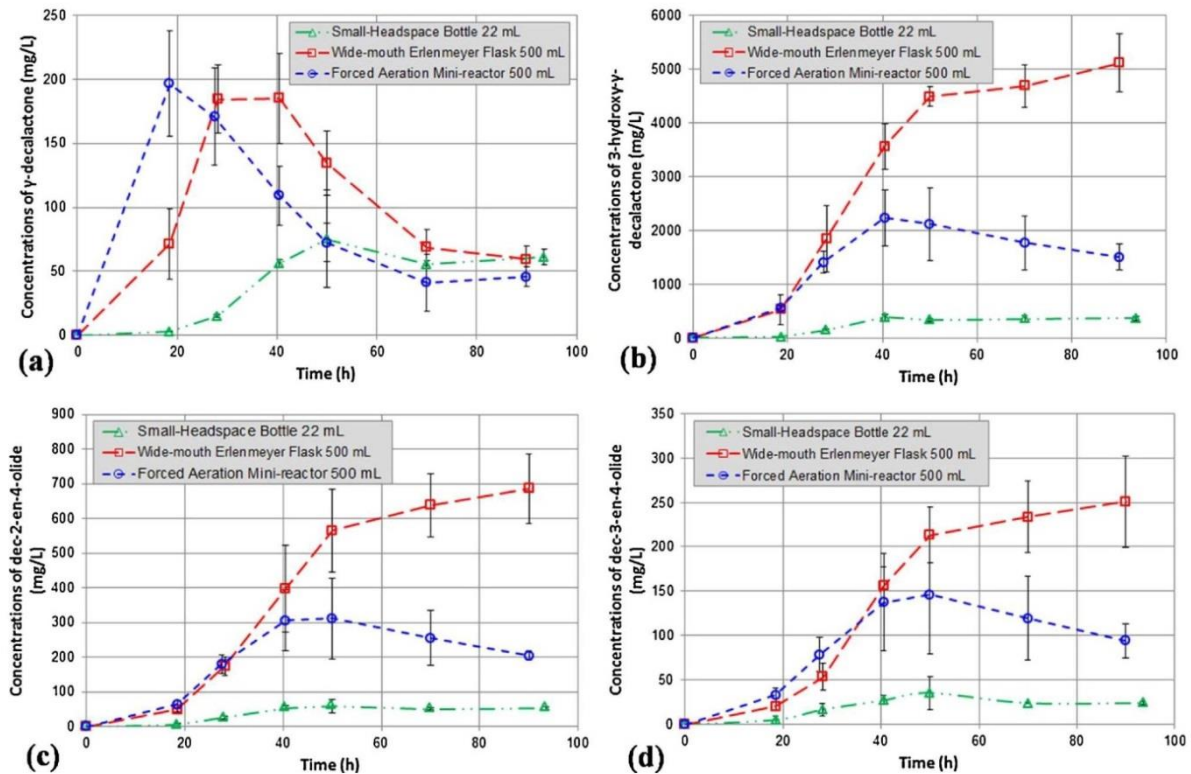 250
200
150
100
50
0
Concentrations of γ-decalactone (mg/L)
Small-Headspace Bottle 22 mL
Wide-mouth Erlenmeyer Flask 500 mL
Forced Aeration Mini-reactor 500 mL
0 20 40 60 80 100
(a)
Time (h)
6000
5000
4000
3000
2000
1000
0
Concentrations of 3-hydroxy-γ-
decalactone (mg/L)
Small-Headspace Bottle 22 mL
Wide-mouth Erlenmeyer Flask 500 mL
Forced Aeration Mini-reactor 500 mL
0 20 40 60 80 100
(b)
Time (h)
900
800
700
600
500
400
300
200
100
0
Concentrations of dec-2-en-4-olide
(mg/L)
Small-Headspace Bottle 22 mL
Wide-mouth Erlenmeyer Flask 500 mL
Forced Aeration Mini-reactor 500 mL
0 20 40 60 80 100
(c)
Time (h)
350
300
250
200
150
100
50
0
Concentrations of dec-3-en-4-olide
(mg/L)
Small-Headspace Bottle 22 mL
Wide-mouth Erlenmeyer Flask 500 mL
Forced Aeration Mini-reactor 500 mL
0 20 40 60 80 100
(d)
Time (h)